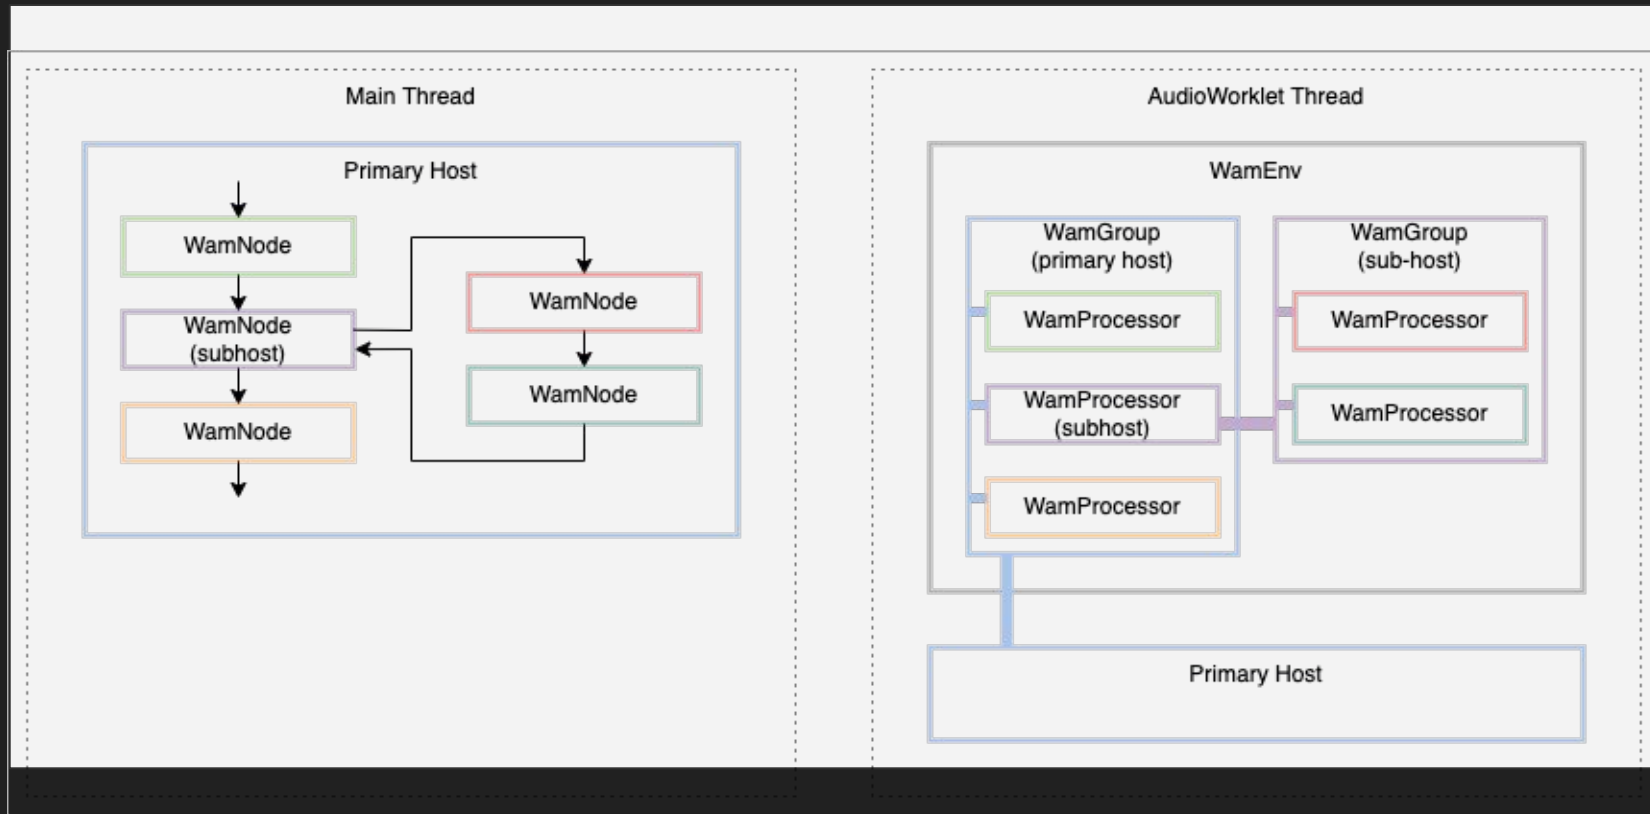 Main Thread
Primary Host
WamNode
WamNode
(subhost)
WamNode
WamNode
WamNode
AudioWorklet Thread
WamEnv
WamGroup
(primary host)
WamProcessor
WamProcessor
(subhost)
WamProcessor
WamGroup
(sub-host)
WamProcessor
WamProcessor
Primary Host